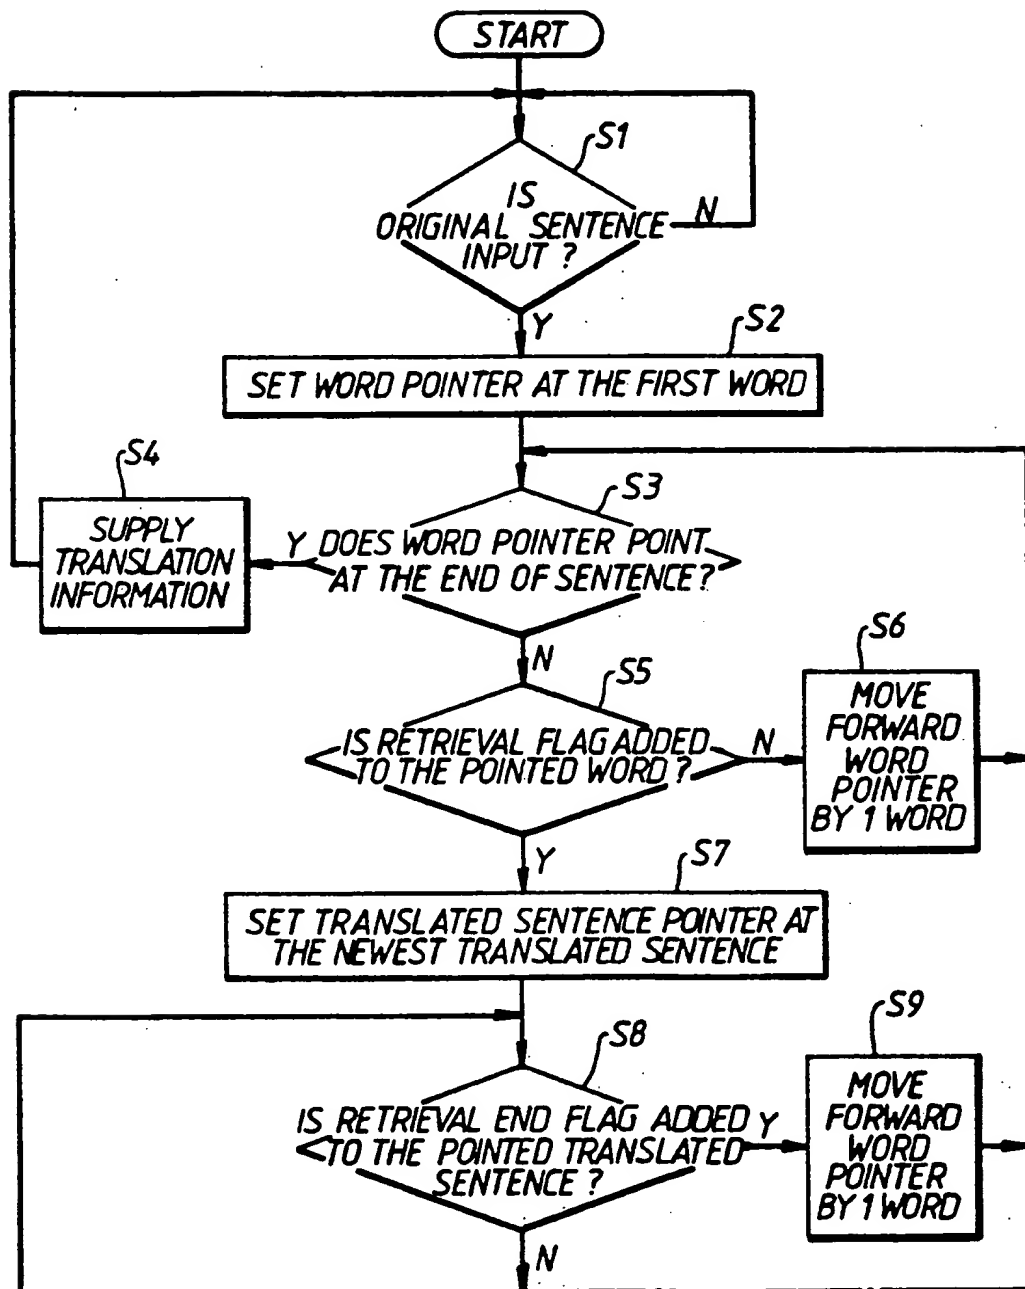 START
S1
IS
ORIGINAL SENTENCE
INPUT ?
N
Y
S2
SET WORD POINTER AT THE FIRST WORD
S4
SUPPLY
TRANSLATION
INFORMATION
S3
Y
DOES WORD POINTER POINT
AT THE END OF SENTENCE?
N
S5
IS RETRIEVAL FLAG ADDED
TO THE POINTED WORD ?
N
S6
MOVE
FORWARD
WORD
POINTER
BY 1 WORD
Y
S7
SET TRANSLATED SENTENCE POINTER AT
THE NEWEST TRANSLATED SENTENCE
S8
IS RETRIEVAL END FLAG ADDED
TO THE POINTED TRANSLATED
SENTENCE ?
Y
S9
MOVE
FORWARD
WORD
POINTER
BY 1 WORD
N